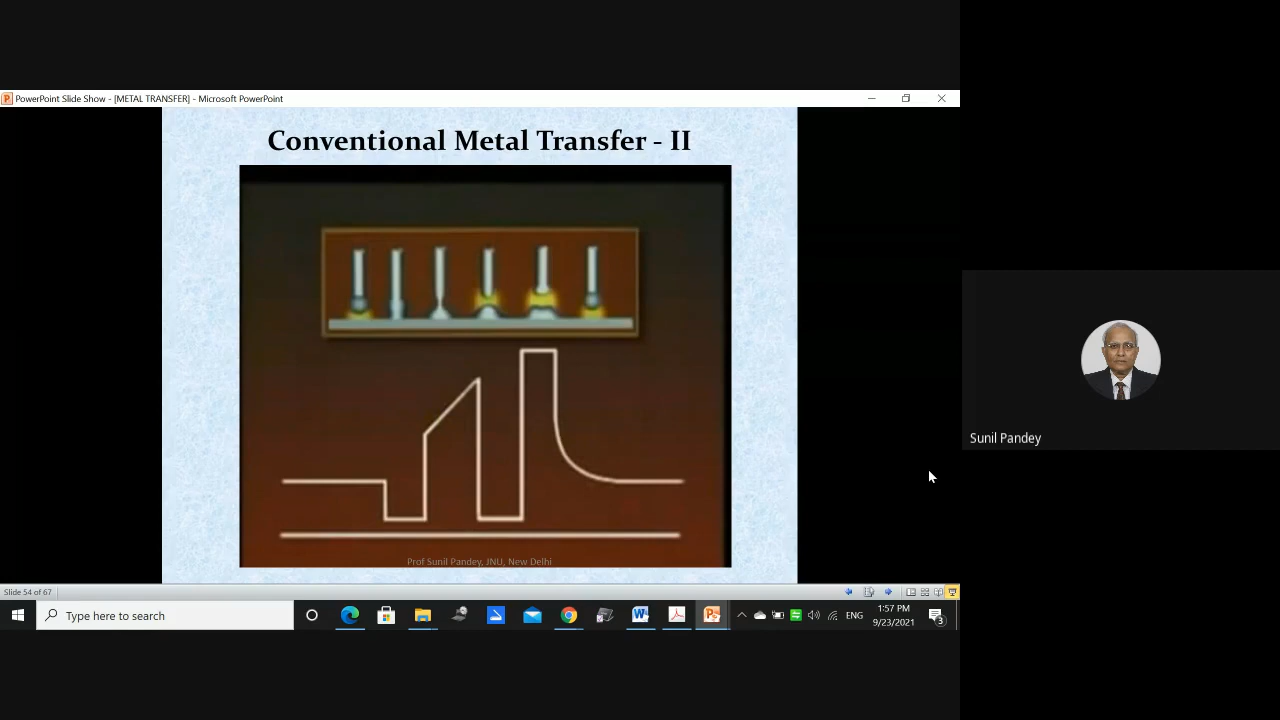 PowerPoint Slide Show - [METAL TRANSFER] - Microsoft PowerPoint
Conventional Metal Transfer - II
Sunil Pandey
Prof Sunil Pandey, JNU, New Delhi
Slide 54 of 67
Type here to search
ENG
1:57 PM
9/23/2021
3